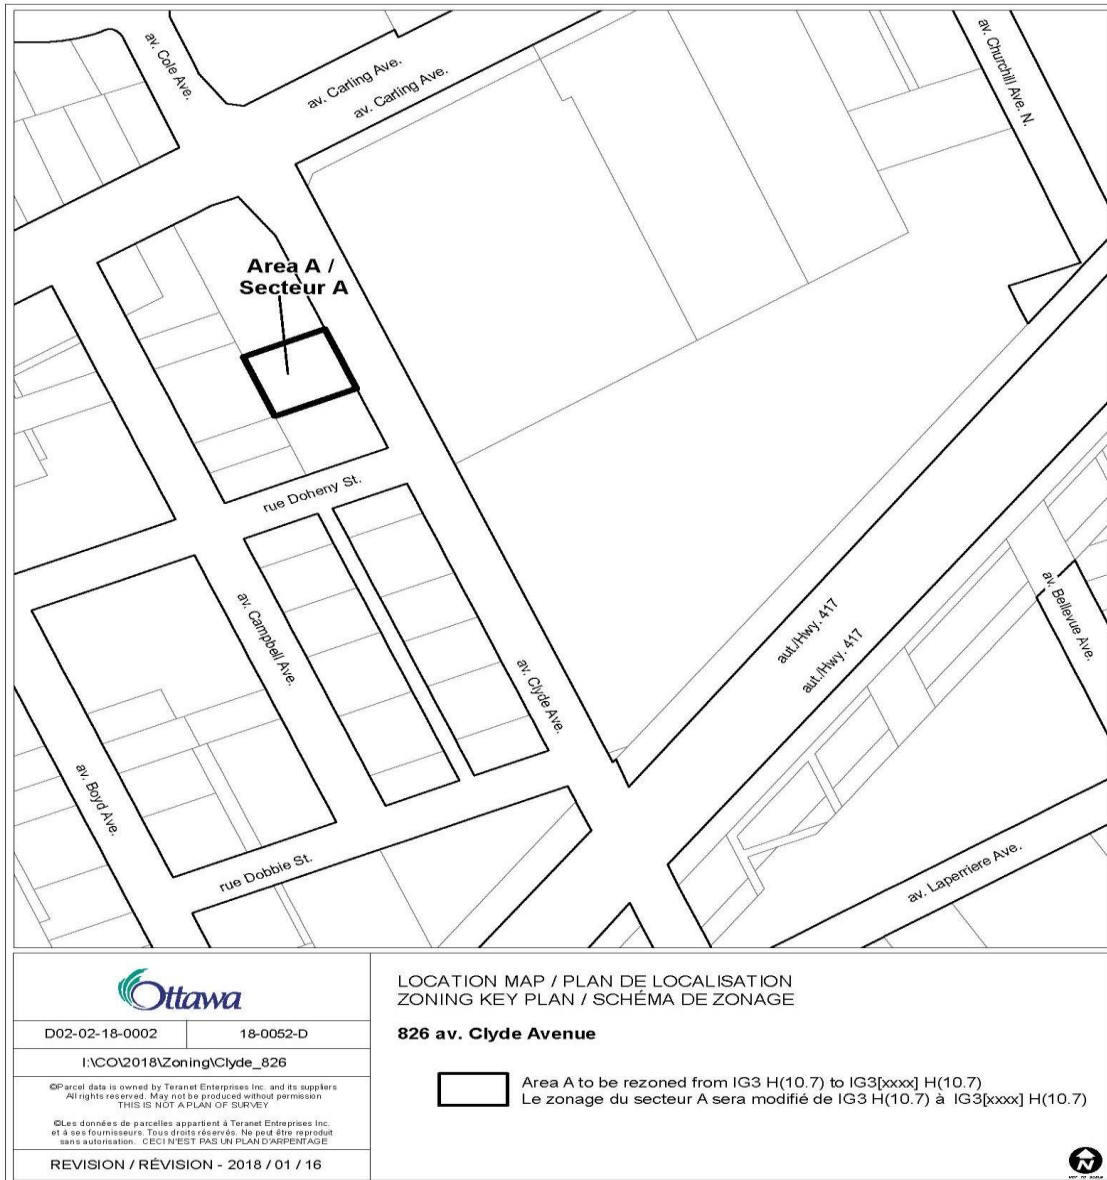 av. Cole Ave.
av. Carling Ave.
av. Carling Ave.
av. Churchill Ave. N.
Area A /
Secteur A
rue Doheny St.
av. Campbell Ave.
av. Clyde Ave.
aut./Hwy. 417
aut./Hwy. 417
av. Bellevue Ave.
av. Boyd Ave.
rue Dobbie St.
av. Laperriere Ave.
Ottawa
D02-02-18-0002
18-0052-D
I:\CO\2018\Zoning\Clyde_826
©Parcel data is owned by Teranet Enterprises Inc. and its suppliers
All rights reserved. May not be produced without permission
THIS IS NOT A PLAN OF SURVEY
©Les données de parcelles appartient à Teranet Entreprises Inc.
et à ses fournisseurs. Tous droits réservés. Ne peut être reproduit
sans autorisation. CECI N'EST PAS UN PLAN D'ARPENTAGE
REVISION / RÉVISION - 2018 / 01 / 16
LOCATION MAP / PLAN DE LOCALISATION
ZONING KEY PLAN / SCHÉMA DE ZONAGE
826 av. Clyde Avenue
Area A to be rezoned from IG3 H(10.7) to IG3[xxxx] H(10.7)
Le zonage du secteur A sera modifié de IG3 H(10.7) à IG3[xxxx] H(10.7)
N
NOT TO SCALE